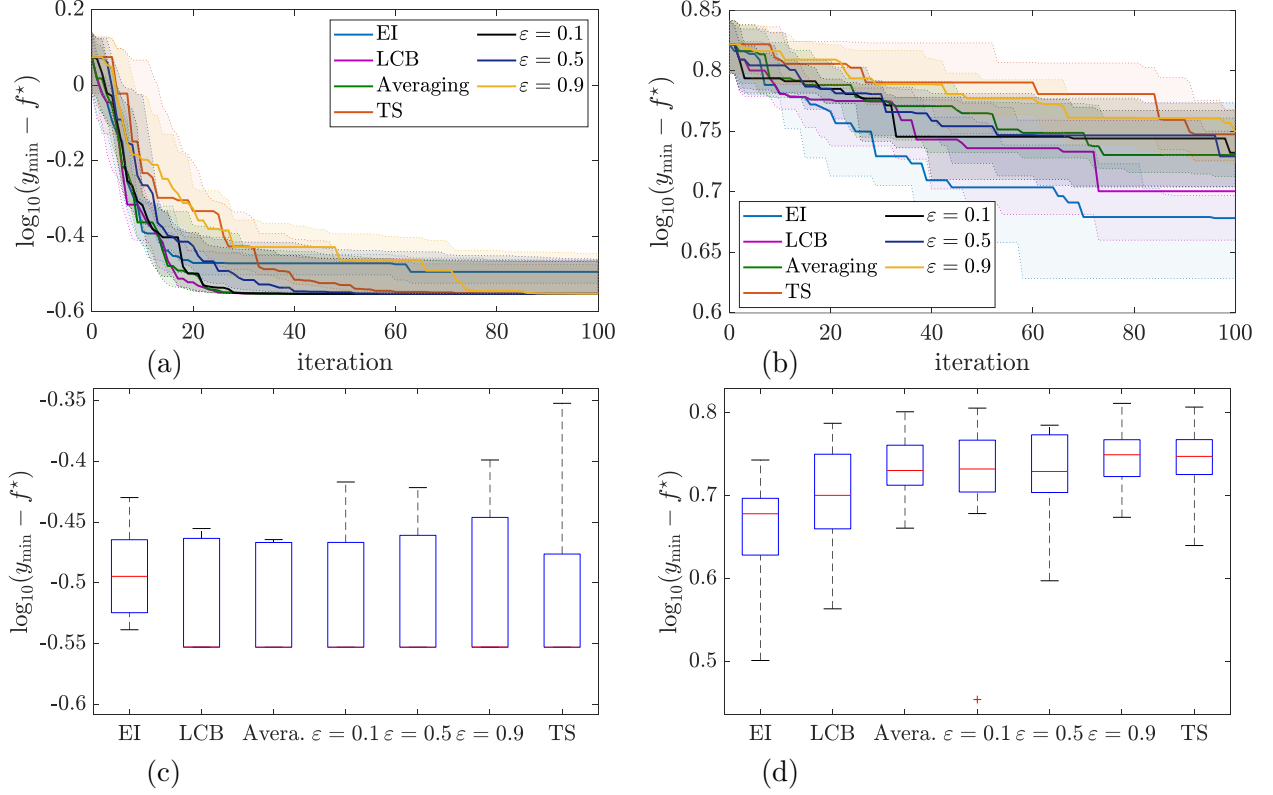 0.2
0
-0.2
-0.4
-0.6
log₁₀(y_min − f⋆)
0 20 40 60 80 100
iteration
(a)
EI
LCB
Averaging
TS
ε = 0.1
ε = 0.5
ε = 0.9
0.85
0.8
0.75
0.7
0.65
0.6
log₁₀(y_min − f⋆)
0 20 40 60 80 100
iteration
(b)
EI
LCB
Averaging
TS
ε = 0.1
ε = 0.5
ε = 0.9
-0.35
-0.4
-0.45
-0.5
-0.55
-0.6
log₁₀(y_min − f⋆)
EI LCB Avera. ε = 0.1 ε = 0.5 ε = 0.9 TS
(c)
0.8
0.7
0.6
0.5
log₁₀(y_min − f⋆)
EI LCB Avera. ε = 0.1 ε = 0.5 ε = 0.9 TS
(d)